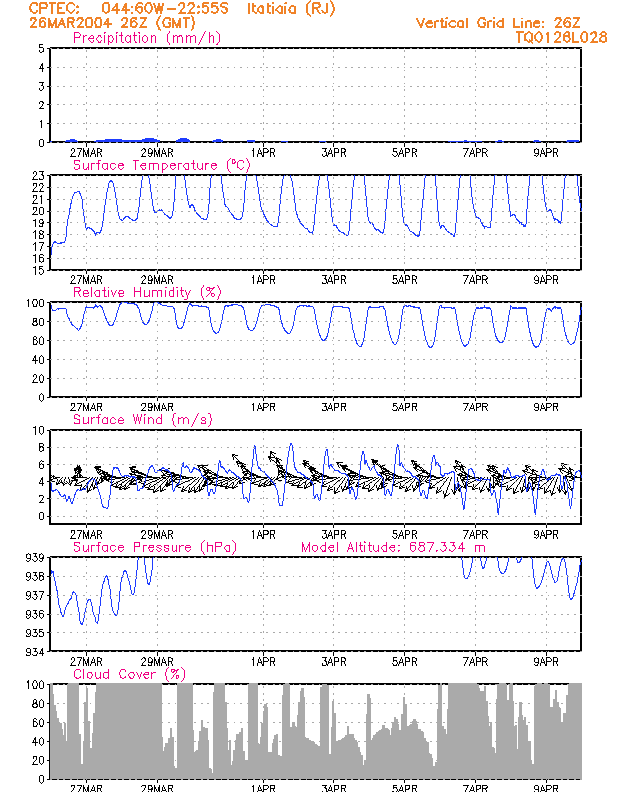 CPTEC: 044:60W-22:55S Itatiaia (RJ)
26MAR2004 26Z (GMT) Vertical Grid Line: 26Z
Precipitation (mm/h) TQ0126L028
5
4
3
2
1
0
27MAR 29MAR 1APR 3APR 5APR 7APR 9APR
Surface Temperature (°C)
23
22
21
20
19
18
17
16
15
27MAR 29MAR 1APR 3APR 5APR 7APR 9APR
Relative Humidity (%)
100
80
60
40
20
0
27MAR 29MAR 1APR 3APR 5APR 7APR 9APR
Surface Wind (m/s)
10
8
6
4
2
0
27MAR 29MAR 1APR 3APR 5APR 7APR 9APR
Surface Pressure (hPa) Model Altitude: 687.334 m
939
938
937
936
935
934
27MAR 29MAR 1APR 3APR 5APR 7APR 9APR
Cloud Cover (%)
100
80
60
40
20
0
27MAR 29MAR 1APR 3APR 5APR 7APR 9APR